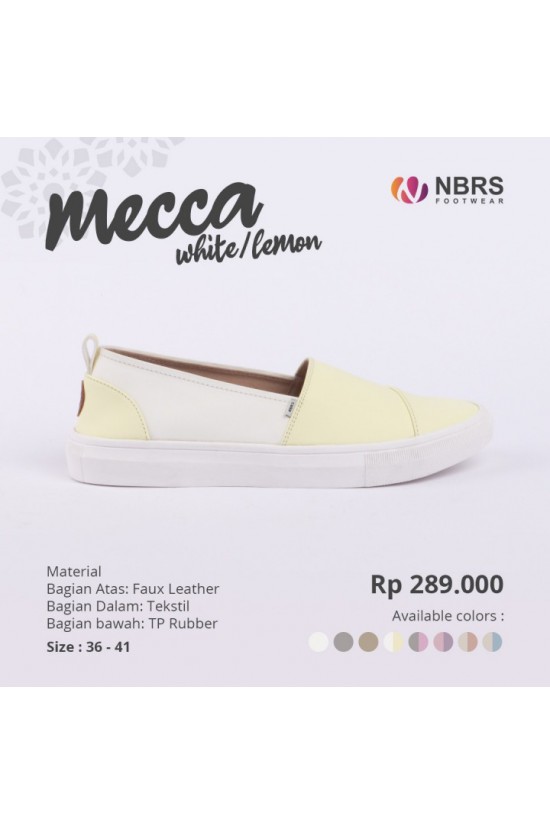 mecca
white/lemon
NBRS
FOOTWEAR
Material
Bagian Atas: Faux Leather
Bagian Dalam: Tekstil
Bagian bawah: TP Rubber
Size : 36 - 41
Rp 289.000
Available colors :